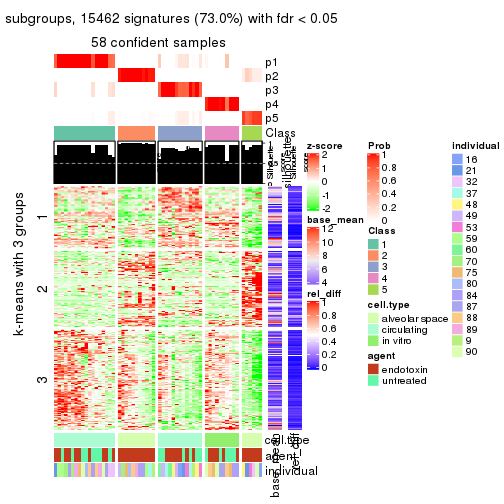 subgroups, 15462 signatures (73.0%) with fdr < 0.05
58 confident samples
p1
p2
p3
p4
p5
Class
Silhouette
score
silhouette
k-means with 3 groups
1
2
3
cell.type
agent
individual
base_mean
rel_diff
z-score
2
1
0
-1
-2
base_mean
12
10
8
6
4
rel_diff
1
0.8
0.6
0.4
0.2
0
Prob
1
0.8
0.6
0.4
0.2
0
Class
1
2
3
4
5
cell.type
alveolar space
circulating
in vitro
agent
endotoxin
untreated
individual
16
21
32
37
48
49
53
59
60
70
75
80
84
87
88
89
9
90